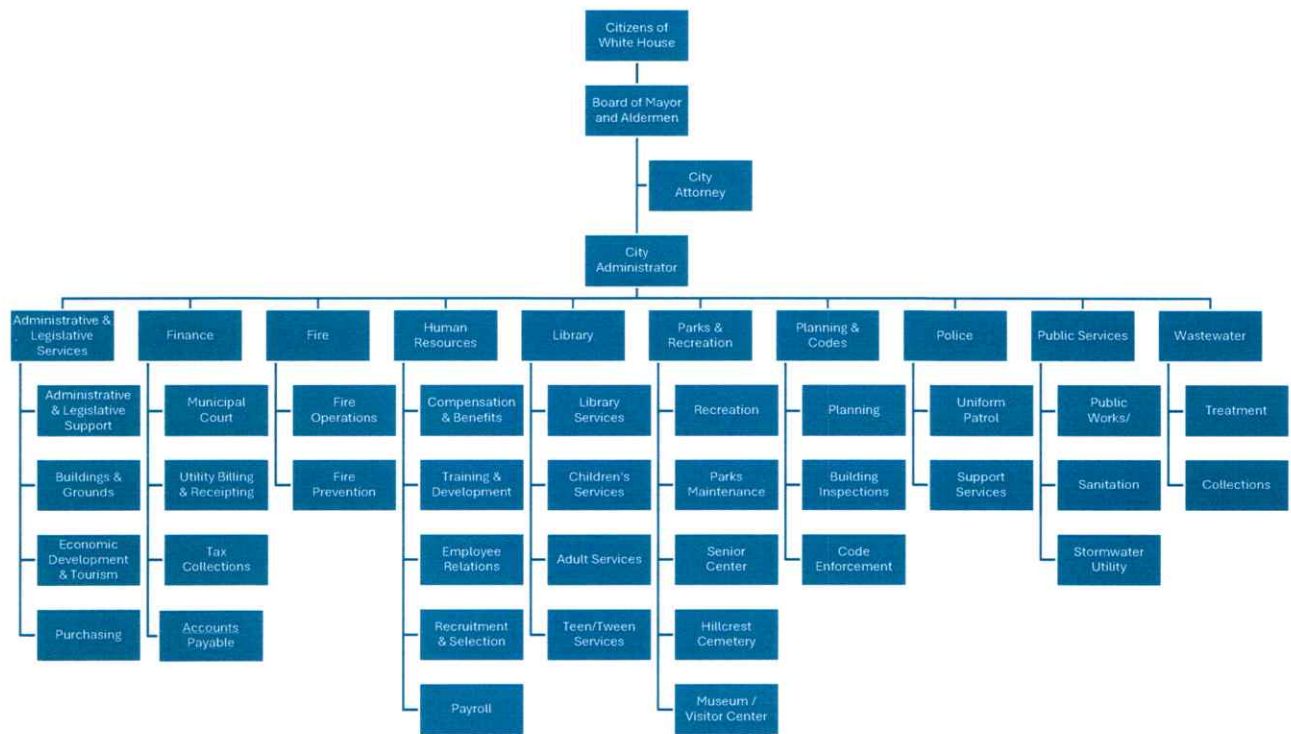 Citizens of
White House
Board of Mayor
and Aldermen
City
Attorney
City
Administrator
Administrative &
Legislative
Services
Finance
Fire
Human
Resources
Library
Parks &
Recreation
Planning &
Codes
Police
Public Services
Wastewater
Administrative
& Legislative
Support
Municipal
Court
Fire
Operations
Compensation
& Benefits
Library
Services
Recreation
Planning
Uniform
Patrol
Public
Works/
Treatment
Buildings &
Grounds
Utility Billing
& Receipting
Fire
Prevention
Training &
Development
Children's
Services
Parks
Maintenance
Building
Inspections
Support
Services
Sanitation
Collections
Economic
Development
& Tourism
Tax
Collections
Employee
Relations
Adult Services
Senior
Center
Code
Enforcement
Stormwater
Utility
Purchasing
Accounts
Payable
Recruitment
& Selection
Teen/Tween
Services
Hillcrest
Cemetery
Payroll
Museum /
Visitor Center